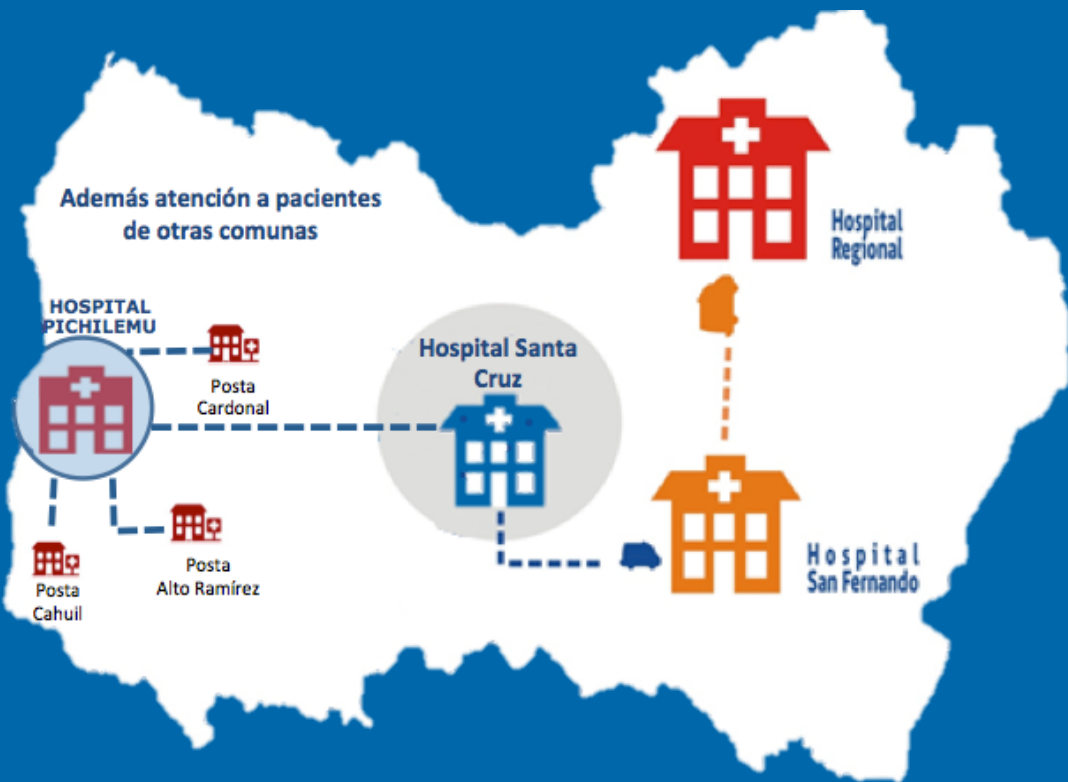 Además atención a pacientes
de otras comunas
Hospital
Regional
HOSPITAL
PICHILEMU
Posta
Cardonal
Hospital Santa
Cruz
Hospital
San Fernando
Posta
Alto Ramírez
Posta
Cahuil